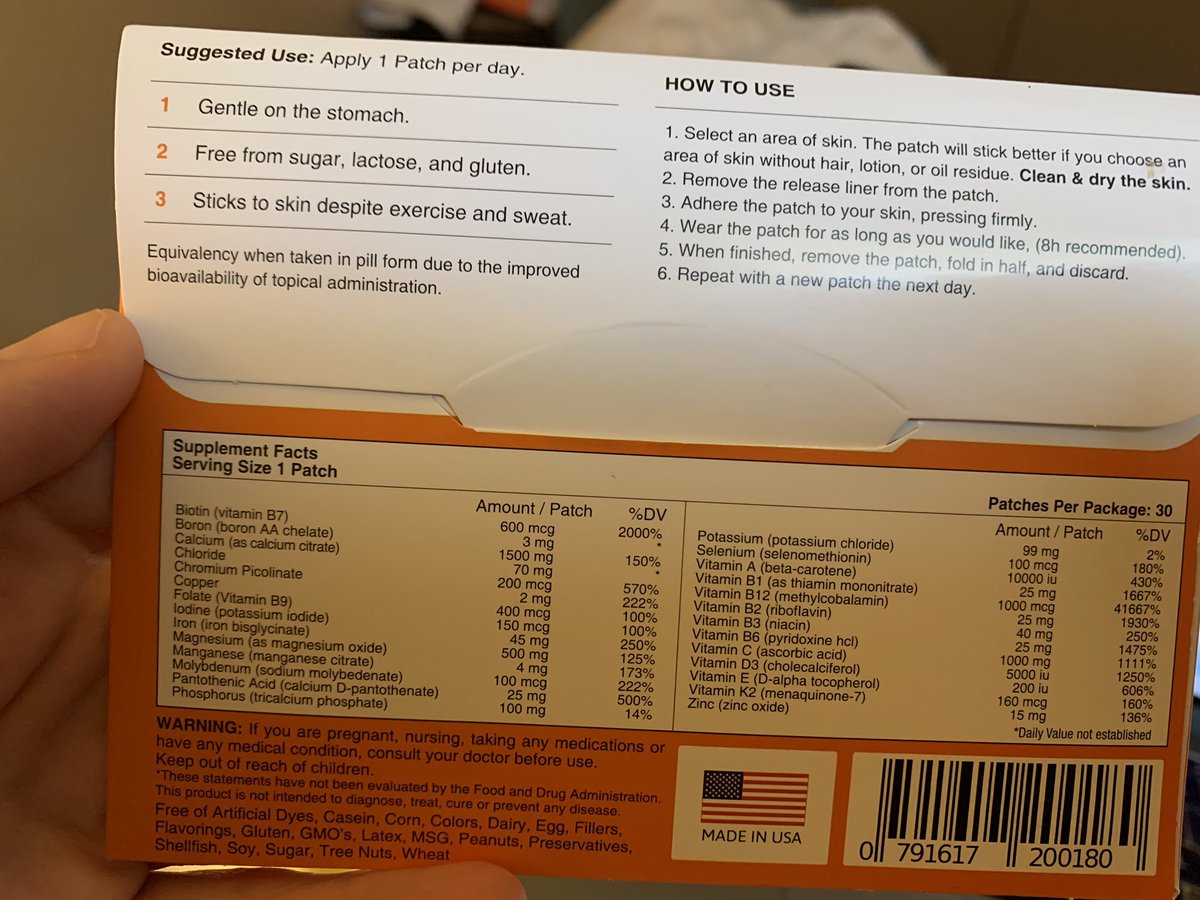 Suggested Use: Apply 1 Patch per day.
1 Gentle on the stomach.
2 Free from sugar, lactose, and gluten.
3 Sticks to skin despite exercise and sweat.
Equivalency when taken in pill form due to the improved
bioavailability of topical administration.
HOW TO USE
1. Select an area of skin. The patch will stick better if you choose an
area of skin without hair, lotion, or oil residue. Clean & dry the skin.
2. Remove the release liner from the patch.
3. Adhere the patch to your skin, pressing firmly.
4. Wear the patch for as long as you would like, (8h recommended).
5. When finished, remove the patch, fold in half, and discard.
6. Repeat with a new patch the next day.
Supplement Facts
Serving Size 1 Patch
Patches Per Package: 30
Amount / Patch %DV
Biotin (vitamin B7) 600 mcg 2000%
Boron (boron AA chelate) 3 mg *
Calcium (as calcium citrate) 1500 mg 150%
Chloride 70 mg *
Chromium Picolinate 200 mcg 570%
Copper 2 mg 222%
Folate (Vitamin B9) 400 mcg 100%
Iodine (potassium iodide) 150 mcg 100%
Iron (iron bisglycinate) 45 mg 250%
Magnesium (as magnesium oxide) 500 mg 125%
Manganese (manganese citrate) 4 mg 173%
Molybdenum (sodium molybedenate) 100 mcg 222%
Pantothenic Acid (calcium D-pantothenate) 25 mg 500%
Phosphorus (tricalcium phosphate) 100 mg 14%
Amount / Patch %DV
Potassium (potassium chloride) 99 mg 2%
Selenium (selenomethionin) 100 mcg 180%
Vitamin A (beta-carotene) 10000 iu 430%
Vitamin B1 (as thiamin mononitrate) 25 mg 1667%
Vitamin B12 (methylcobalamin) 1000 mcg 41667%
Vitamin B2 (riboflavin) 25 mg 1930%
Vitamin B3 (niacin) 40 mg 250%
Vitamin B6 (pyridoxine hcl) 25 mg 1475%
Vitamin C (ascorbic acid) 1000 mg 1111%
Vitamin D3 (cholecalciferol) 5000 iu 1250%
Vitamin E (D-alpha tocopherol) 200 iu 606%
Vitamin K2 (menaquinone-7) 160 mcg 160%
Zinc (zinc oxide) 15 mg 136%
*Daily Value not established
WARNING: If you are pregnant, nursing, taking any medications or
have any medical condition, consult your doctor before use.
Keep out of reach of children.
*These statements have not been evaluated by the Food and Drug Administration.
This product is not intended to diagnose, treat, cure or prevent any disease.
Free of Artificial Dyes, Casein, Corn, Colors, Dairy, Egg, Fillers,
Flavorings, Gluten, GMO's, Latex, MSG, Peanuts, Preservatives,
Shellfish, Soy, Sugar, Tree Nuts, Wheat
MADE IN USA
0 791617 200180